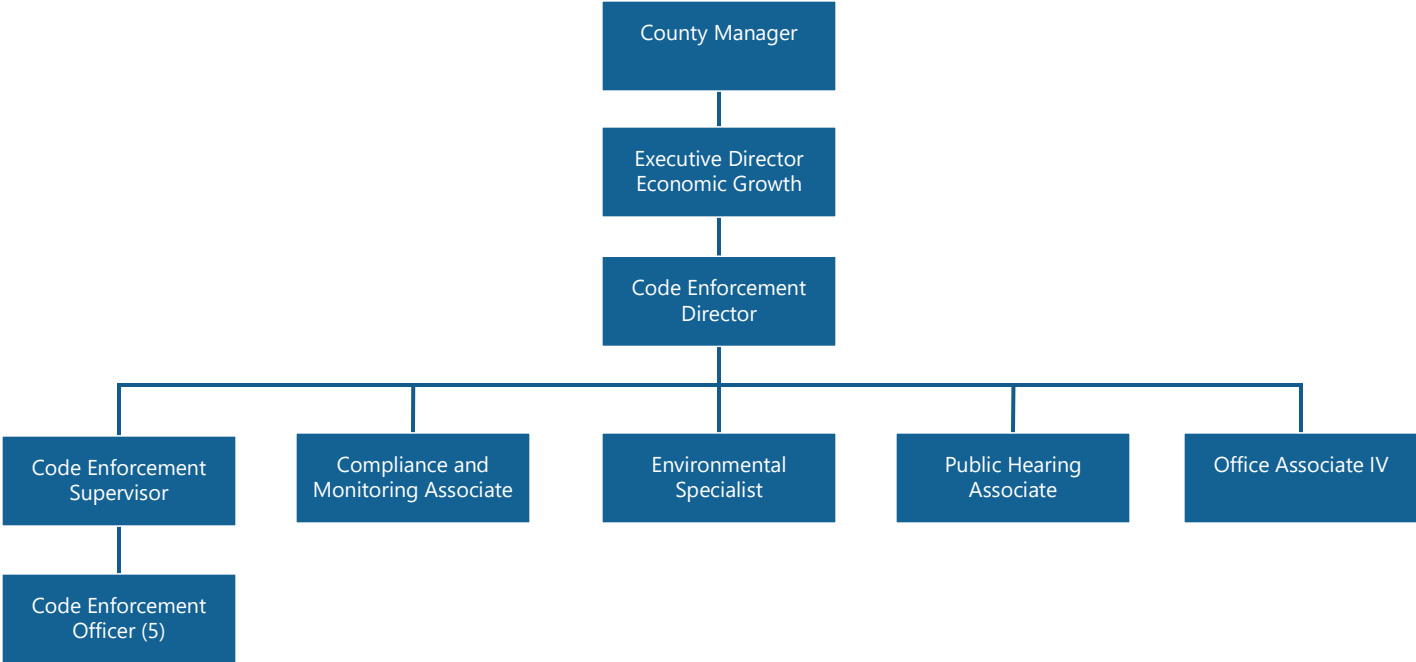 County Manager
Executive Director
Economic Growth
Code Enforcement
Director
Code Enforcement
Supervisor
Compliance and
Monitoring Associate
Environmental
Specialist
Public Hearing
Associate
Office Associate IV
Code Enforcement
Officer (5)